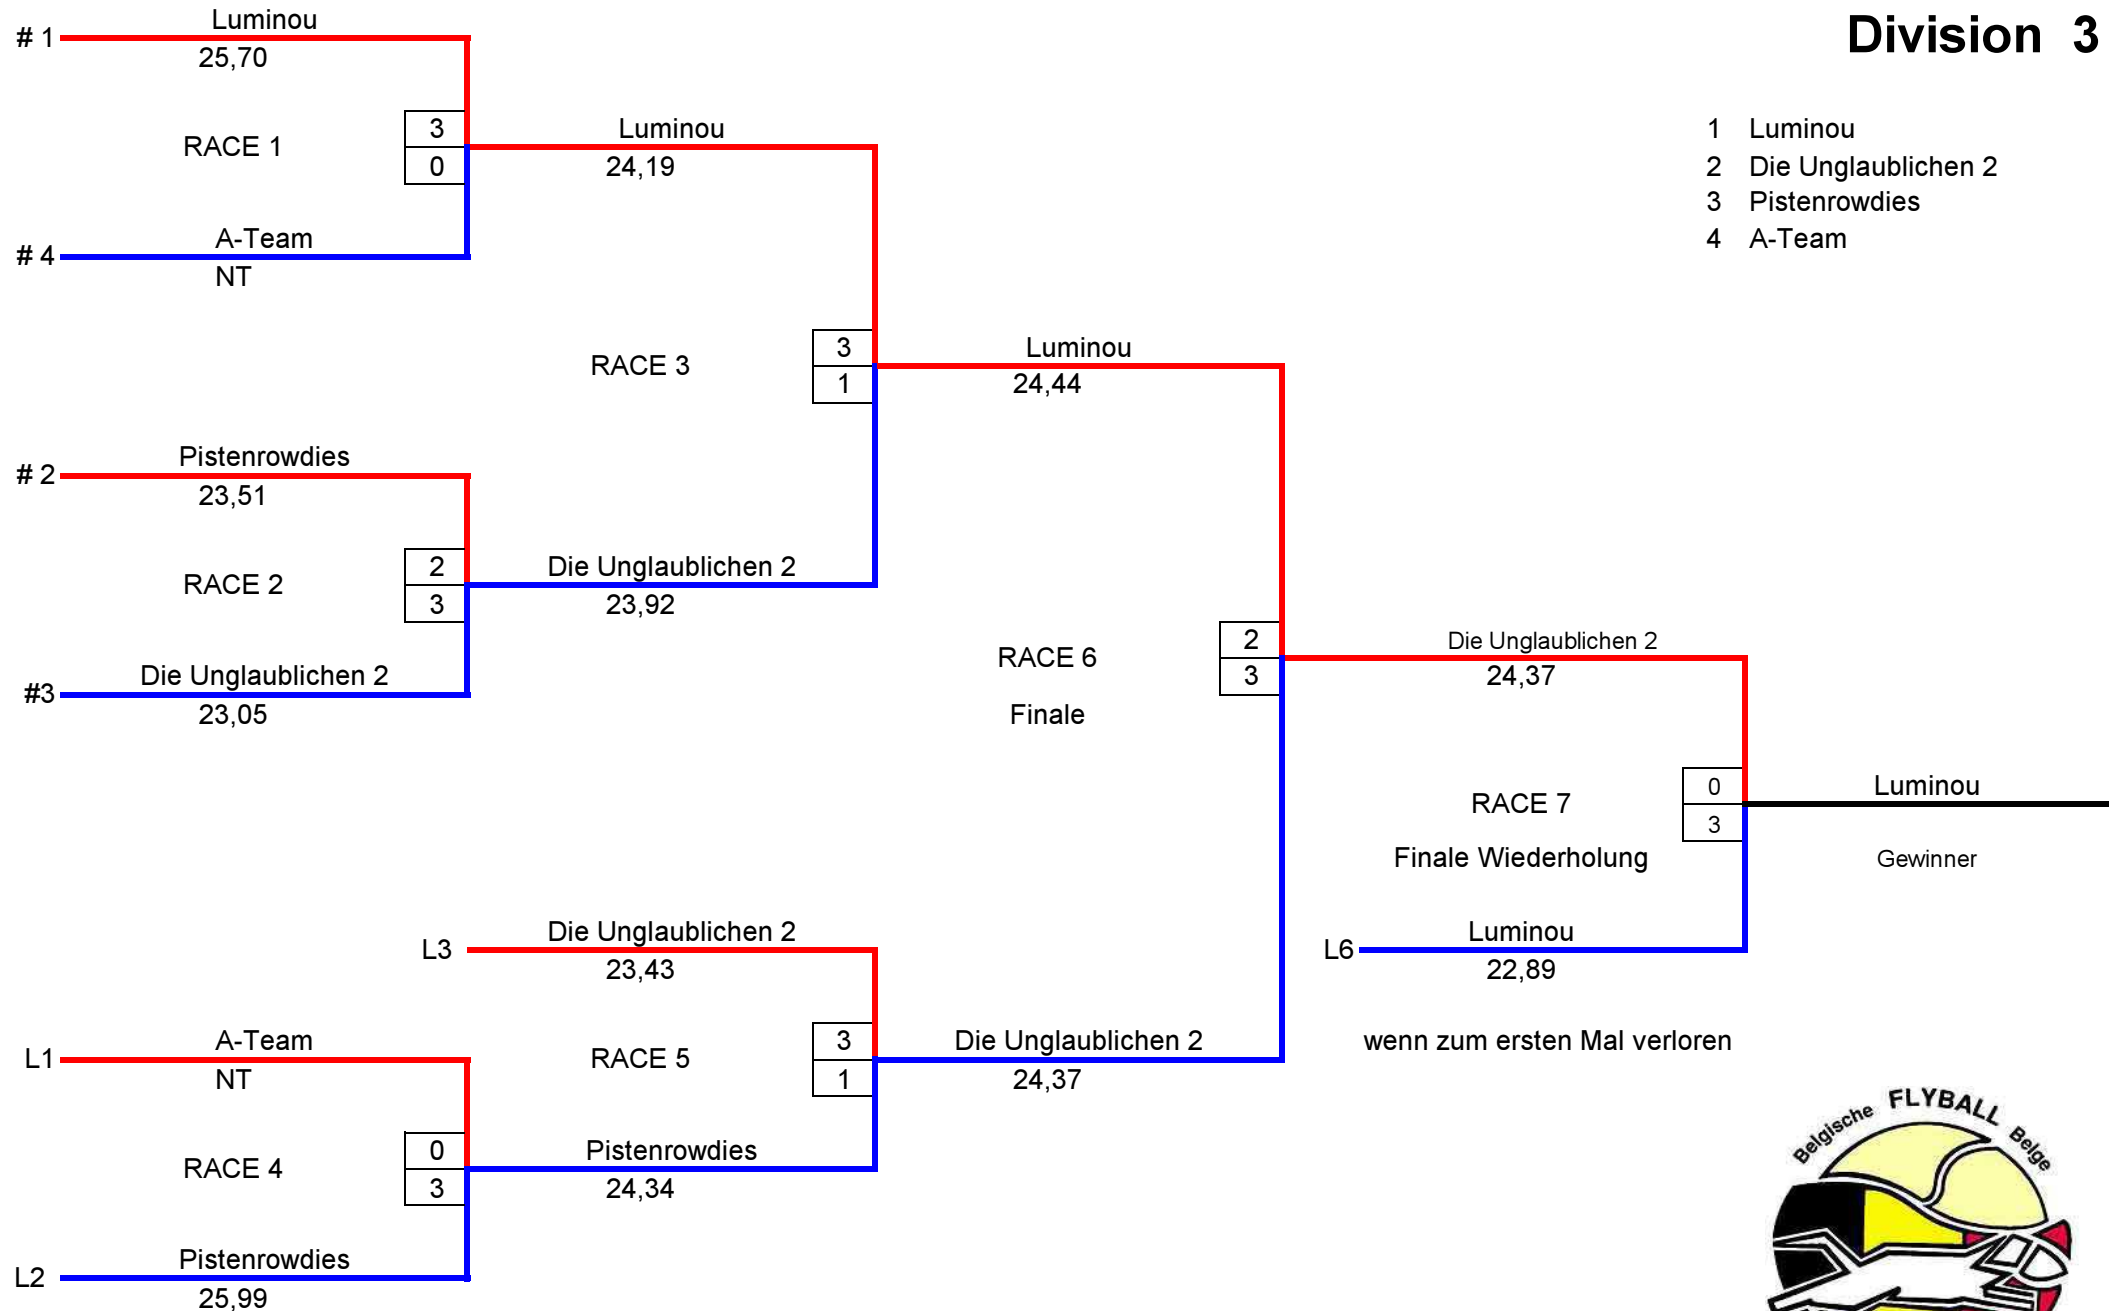 Division 3
1 Luminou
2 Die Unglaublichen 2
3 Pistenrowdies
4 A-Team
# 1
Luminou
25,70
RACE 1
3
0
# 4
A-Team
NT
Luminou
24,19
RACE 3
3
1
# 2
Pistenrowdies
23,51
RACE 2
2
3
#3
Die Unglaublichen 2
23,05
Die Unglaublichen 2
23,92
Luminou
24,44
RACE 6
Finale
2
3
Die Unglaublichen 2
24,37
RACE 7
Finale Wiederholung
0
3
Luminou
Gewinner
L6
Luminou
22,89
wenn zum ersten Mal verloren
L3
Die Unglaublichen 2
23,43
RACE 5
3
1
Die Unglaublichen 2
24,37
L1
A-Team
NT
RACE 4
0
3
Pistenrowdies
24,34
L2
Pistenrowdies
25,99
Belgische FLYBALL Belge